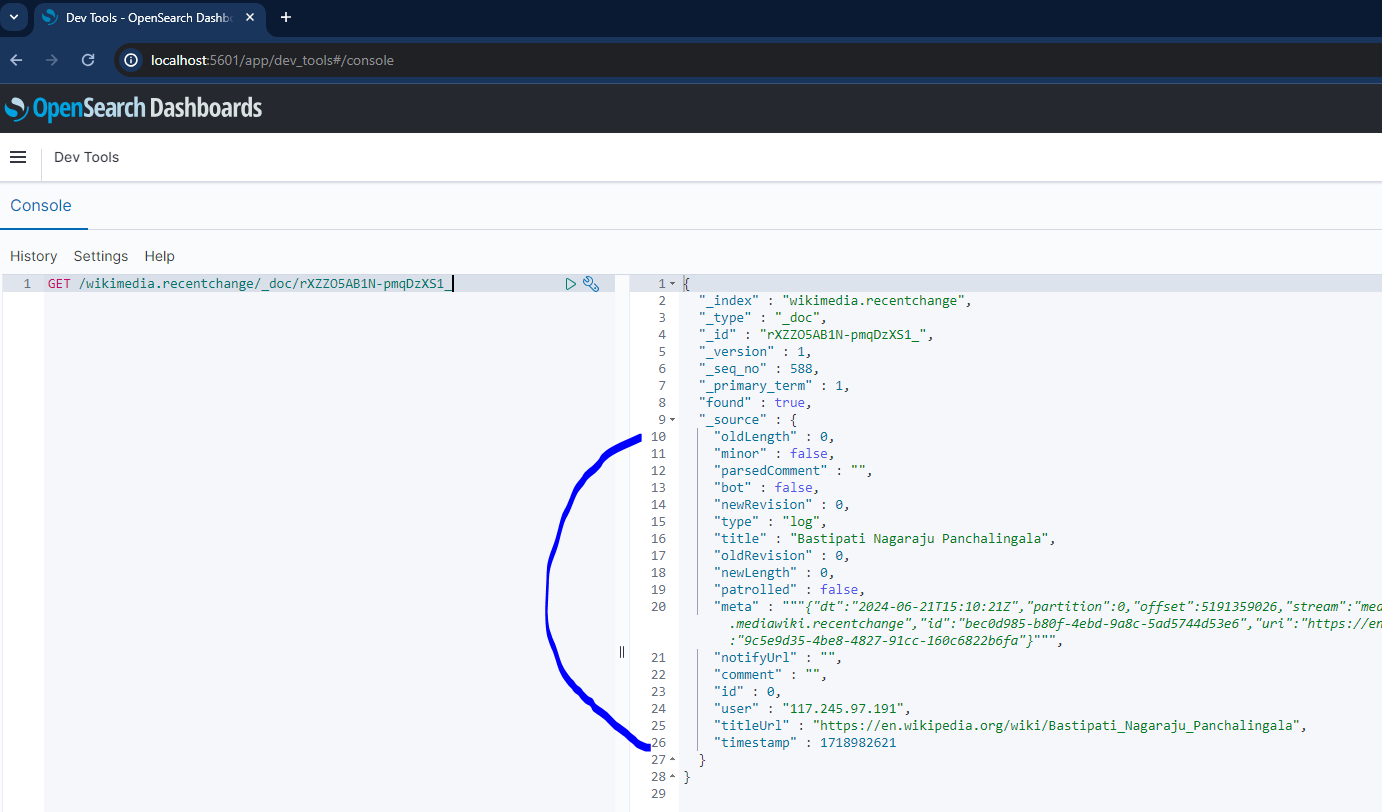 Dev Tools - OpenSearch Dashb
localhost:5601/app/dev_tools#/console
OpenSearch Dashboards
Dev Tools
Console
History Settings Help
1 GET /wikimedia.recentchange/_doc/rXZZO5AB1N-pmqDzXS1_
1 {
2 "_index" : "wikimedia.recentchange",
3 "_type" : "_doc",
4 "_id" : "rXZZO5AB1N-pmqDzXS1_",
5 "_version" : 1,
6 "_seq_no" : 588,
7 "_primary_term" : 1,
8 "found" : true,
9 "_source" : {
10 "oldLength" : 0,
11 "minor" : false,
12 "parsedComment" : "",
13 "bot" : false,
14 "newRevision" : 0,
15 "type" : "log",
16 "title" : "Bastipati Nagaraju Panchalingala",
17 "oldRevision" : 0,
18 "newLength" : 0,
19 "patrolled" : false,
20 "meta" : """{"dt":"2024-06-21T15:10:21Z","partition":0,"offset":5191359026,"stream":"med
.mediawiki.recentchange","id":"bec0d985-b80f-4ebd-9a8c-5ad5744d53e6","uri":"https://en
:"9c5e9d35-4be8-4827-91cc-160c6822b6fa"}""",
21 "notifyUrl" : "",
22 "comment" : "",
23 "id" : 0,
24 "user" : "117.245.97.191",
25 "titleUrl" : "https://en.wikipedia.org/wiki/Bastipati_Nagaraju_Panchalingala",
26 "timestamp" : 1718982621
27 }
28 }
29